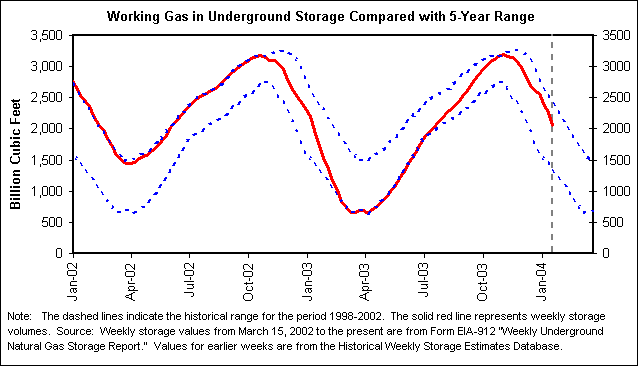 Working Gas in Underground Storage Compared with 5-Year Range
Billion Cubic Feet
3,500
3,000
2,500
2,000
1,500
1,000
500
0
3500
3000
2500
2000
1500
1000
500
0
Jan-02
Apr-02
Jul-02
Oct-02
Jan-03
Apr-03
Jul-03
Oct-03
Jan-04
Note: The dashed lines indicate the historical range for the period 1998-2002. The solid red line represents weekly storage
volumes. Source: Weekly storage values from March 15, 2002 to the present are from Form EIA-912 "Weekly Underground
Natural Gas Storage Report." Values for earlier weeks are from the Historical Weekly Storage Estimates Database.